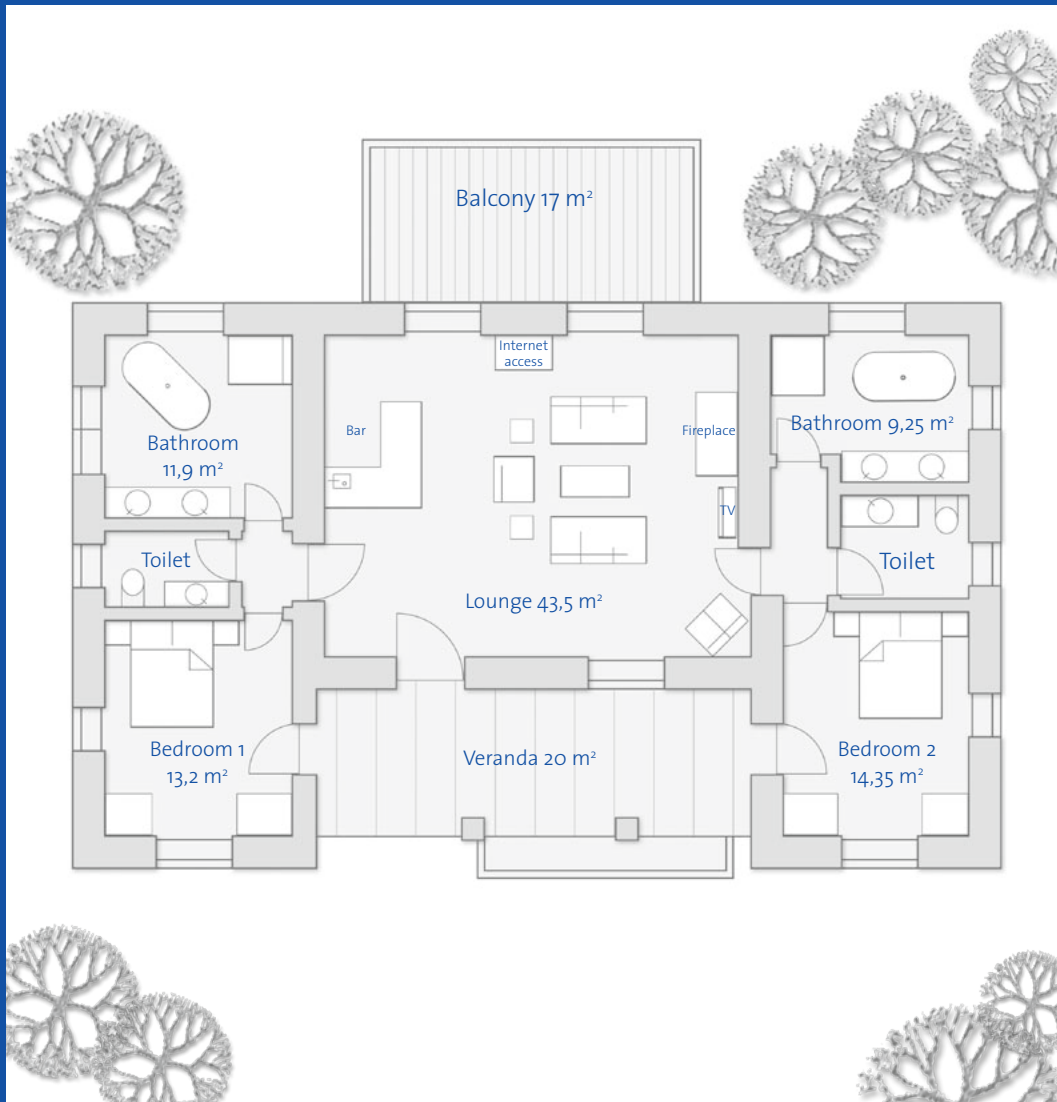 Balcony 17 m²
Internet
access
Bar
Fireplace
Bathroom 9,25 m²
Bathroom
11,9 m²
TV
Toilet
Toilet
Lounge 43,5 m²
Bedroom 1
13,2 m²
Veranda 20 m²
Bedroom 2
14,35 m²